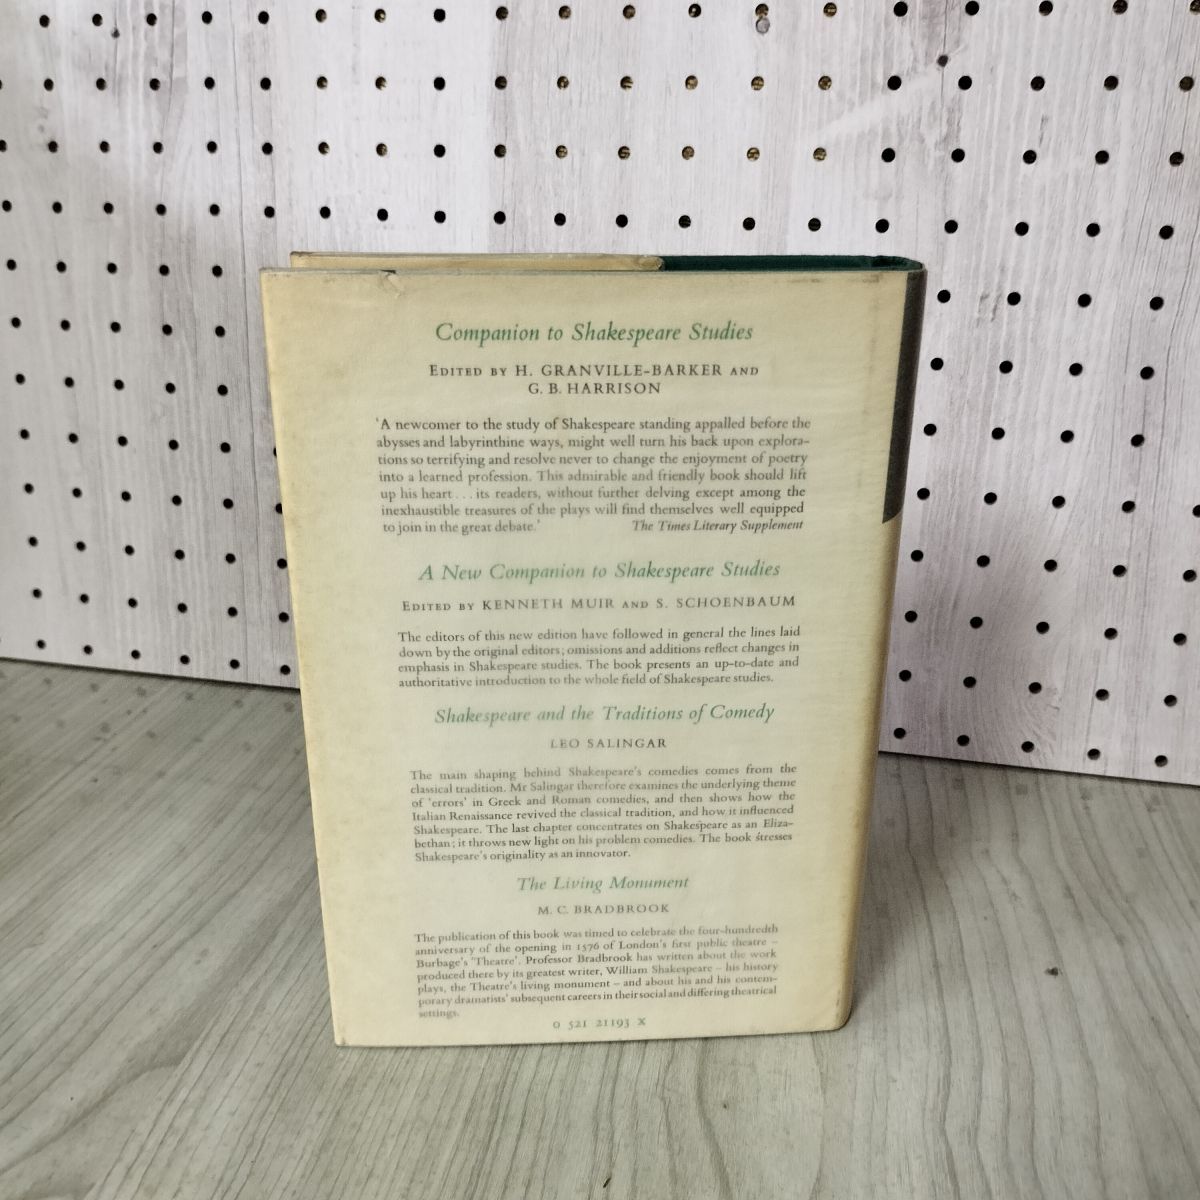 Companion to Shakespeare Studies
EDITED BY H. GRANVILLE-BARKER AND
G. B. HARRISON
'A newcomer to the study of Shakespeare standing appalled before the
abysses and labyrinthine ways, might well turn his back upon explora-
tions so terrifying and resolve never to change the enjoyment of poetry
into a learned profession. This admirable and friendly book should lift
up his heart . . . its readers, without further delving except among the
inexhaustible treasures of the plays will find themselves well equipped
to join in the great debate.' The Times Literary Supplement
A New Companion to Shakespeare Studies
EDITED BY KENNETH MUIR AND S. SCHOENBAUM
The editors of this new edition have followed in general the lines laid
down by the original editors; omissions and additions reflect changes in
emphasis in Shakespeare studies. The book presents an up-to-date and
authoritative introduction to the whole field of Shakespeare studies.
Shakespeare and the Traditions of Comedy
LEO SALINGAR
The main shaping behind Shakespeare's comedies comes from the
classical tradition. Mr Salingar therefore examines the underlying theme
of 'errors' in Greek and Roman comedies, and then shows how the
Italian Renaissance revived the classical tradition, and how it influenced
Shakespeare. The last chapter concentrates on Shakespeare as an Eliza-
bethan; it throws new light on his problem comedies. The book stresses
Shakespeare's originality as an innovator.
The Living Monument
M. C. BRADBROOK
The publication of this book was timed to celebrate the four-hundredth
anniversary of the opening in 1576 of London's first public theatre –
Burbage's 'Theatre'. Professor Bradbrook has written about the work
produced there by its greatest writer, William Shakespeare – his history
plays, the Theatre's living monument – and about his and his contem-
porary dramatists' subsequent careers in their social and differing theatrical
settings.
0 521 21193 X